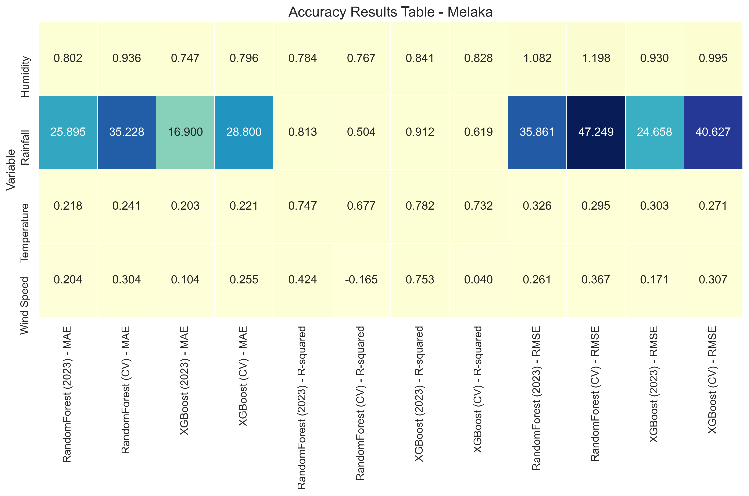 Accuracy Results Table - Melaka
Variable
Humidity
0.802 0.936 0.747 0.796 0.784 0.767 0.841 0.828 1.082 1.198 0.930 0.995
Rainfall
25.895 35.228 16.900 28.800 0.813 0.504 0.912 0.619 35.861 47.249 24.658 40.627
Temperature
0.218 0.241 0.203 0.221 0.747 0.677 0.782 0.732 0.326 0.295 0.303 0.271
Wind Speed
0.204 0.304 0.104 0.255 0.424 -0.165 0.753 0.040 0.261 0.367 0.171 0.307
RandomForest (2023) - MAE
RandomForest (CV) - MAE
XGBoost (2023) - MAE
XGBoost (CV) - MAE
RandomForest (2023) - R-squared
RandomForest (CV) - R-squared
XGBoost (2023) - R-squared
XGBoost (CV) - R-squared
RandomForest (2023) - RMSE
RandomForest (CV) - RMSE
XGBoost (2023) - RMSE
XGBoost (CV) - RMSE